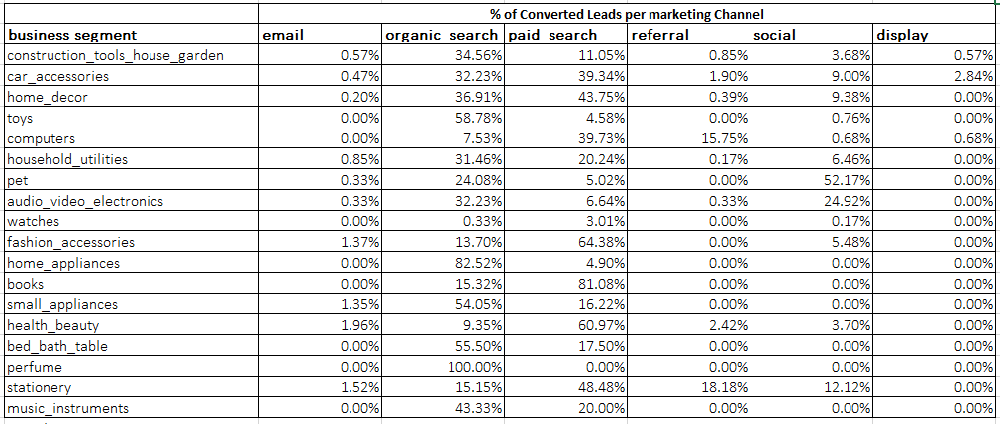 % of Converted Leads per marketing Channel
business segment email organic_search paid_search referral social display
construction_tools_house_garden 0.57% 34.56% 11.05% 0.85% 3.68% 0.57%
car_accessories 0.47% 32.23% 39.34% 1.90% 9.00% 2.84%
home_decor 0.20% 36.91% 43.75% 0.39% 9.38% 0.00%
toys 0.00% 58.78% 4.58% 0.00% 0.76% 0.00%
computers 0.00% 7.53% 39.73% 15.75% 0.68% 0.68%
household_utilities 0.85% 31.46% 20.24% 0.17% 6.46% 0.00%
pet 0.33% 24.08% 5.02% 0.00% 52.17% 0.00%
audio_video_electronics 0.33% 32.23% 6.64% 0.33% 24.92% 0.00%
watches 0.00% 0.33% 3.01% 0.00% 0.17% 0.00%
fashion_accessories 1.37% 13.70% 64.38% 0.00% 5.48% 0.00%
home_appliances 0.00% 82.52% 4.90% 0.00% 0.00% 0.00%
books 0.00% 15.32% 81.08% 0.00% 0.00% 0.00%
small_appliances 1.35% 54.05% 16.22% 0.00% 0.00% 0.00%
health_beauty 1.96% 9.35% 60.97% 2.42% 3.70% 0.00%
bed_bath_table 0.00% 55.50% 17.50% 0.00% 0.00% 0.00%
perfume 0.00% 100.00% 0.00% 0.00% 0.00% 0.00%
stationery 1.52% 15.15% 48.48% 18.18% 12.12% 0.00%
music_instruments 0.00% 43.33% 20.00% 0.00% 0.00% 0.00%